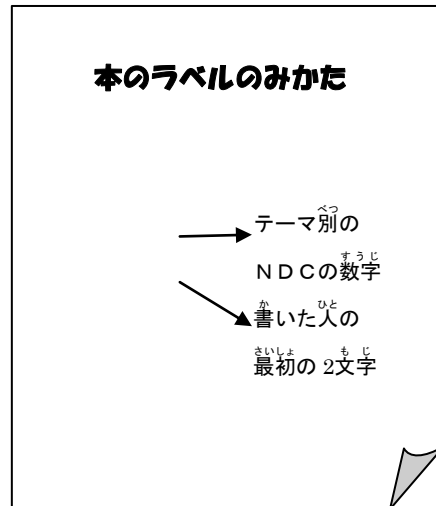 本のラベルのみかた
テーマ別べつの
ＮＤＣの数字すうじ
書かいた人ひとの
最初さいしょの 2文字もじ